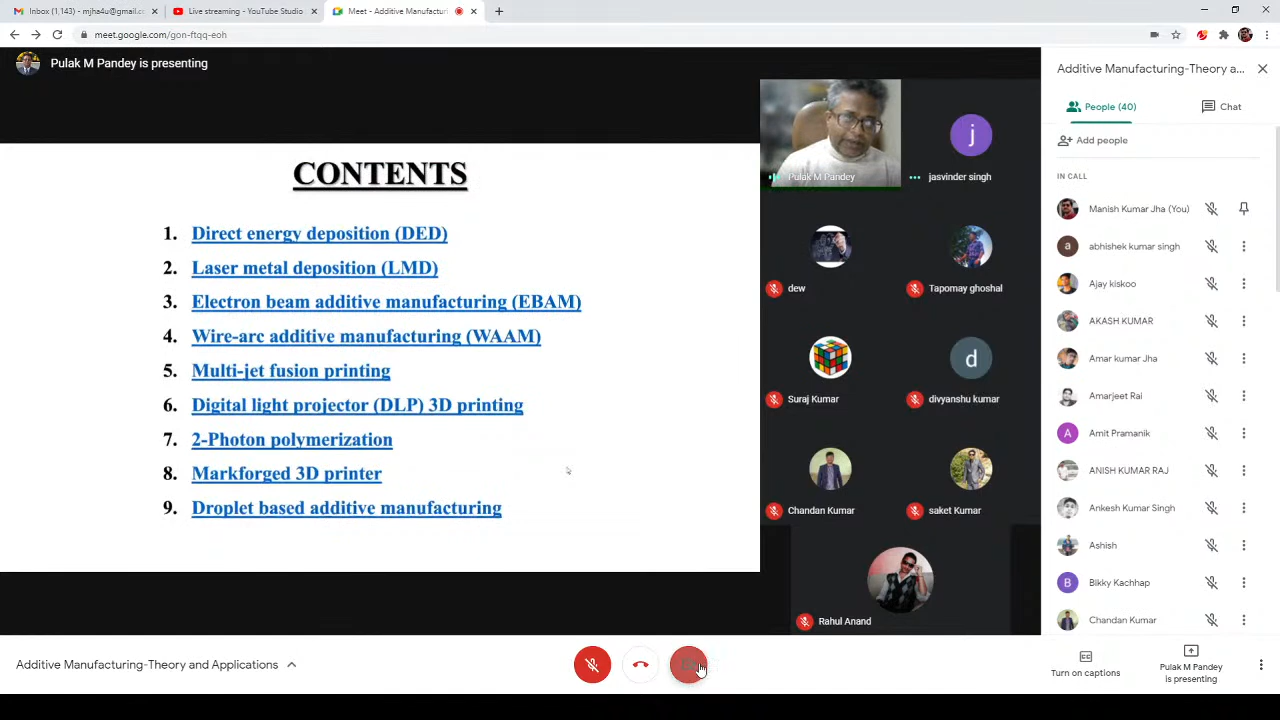 Inbox (1,143) - mjha4u@gmail.c
Live streaming - YouTube Studio
Meet - Additive Manufacturi
meet.google.com/gon-ftqq-eoh
Pulak M Pandey is presenting
CONTENTS
1. Direct energy deposition (DED)
2. Laser metal deposition (LMD)
3. Electron beam additive manufacturing (EBAM)
4. Wire-arc additive manufacturing (WAAM)
5. Multi-jet fusion printing
6. Digital light projector (DLP) 3D printing
7. 2-Photon polymerization
8. Markforged 3D printer
9. Droplet based additive manufacturing
Pulak M Pandey
j
jasvinder singh
dew
Tapomay ghoshal
Suraj Kumar
d
divyanshu kumar
Chandan Kumar
saket Kumar
Rahul Anand
Additive Manufacturing-Theory a...
People (40)
Chat
Add people
IN CALL
Manish Kumar Jha (You)
a
abhishek kumar singh
Ajay kiskoo
AKASH KUMAR
Amar kumar Jha
Amarjeet Rai
A
Amit Pramanik
ANISH KUMAR RAJ
Ankesh Kumar Singh
Ashish
B
Bikky Kachhap
Chandan Kumar
Additive Manufacturing-Theory and Applications
Turn on captions
Pulak M Pandey
is presenting